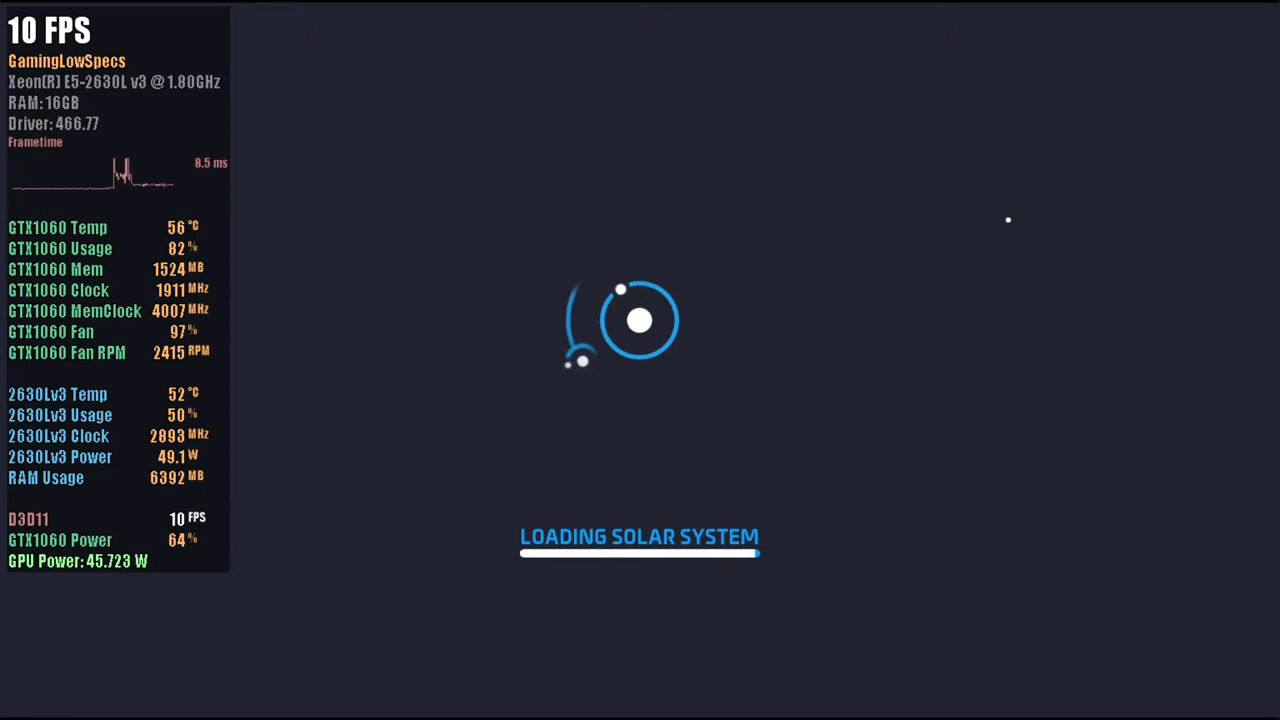 10 FPS
GamingLowSpecs
Xeon(R) E5-2630L v3 @ 1.80GHz
RAM: 16GB
Driver: 466.77
Frametime
0.5 ms
GTX1060 Temp 56 °C
GTX1060 Usage 82 %
GTX1060 Mem 1524 MB
GTX1060 Clock 1911 MHz
GTX1060 MemClock 4007 MHz
GTX1060 Fan 97 %
GTX1060 Fan RPM 2415 RPM
2630Lv3 Temp 52 °C
2630Lv3 Usage 50 %
2630Lv3 Clock 2893 MHz
2630Lv3 Power 49.1 W
RAM Usage 6392 MB
D3D11 10 FPS
GTX1060 Power 64 %
GPU Power: 45.723 W
LOADING SOLAR SYSTEM